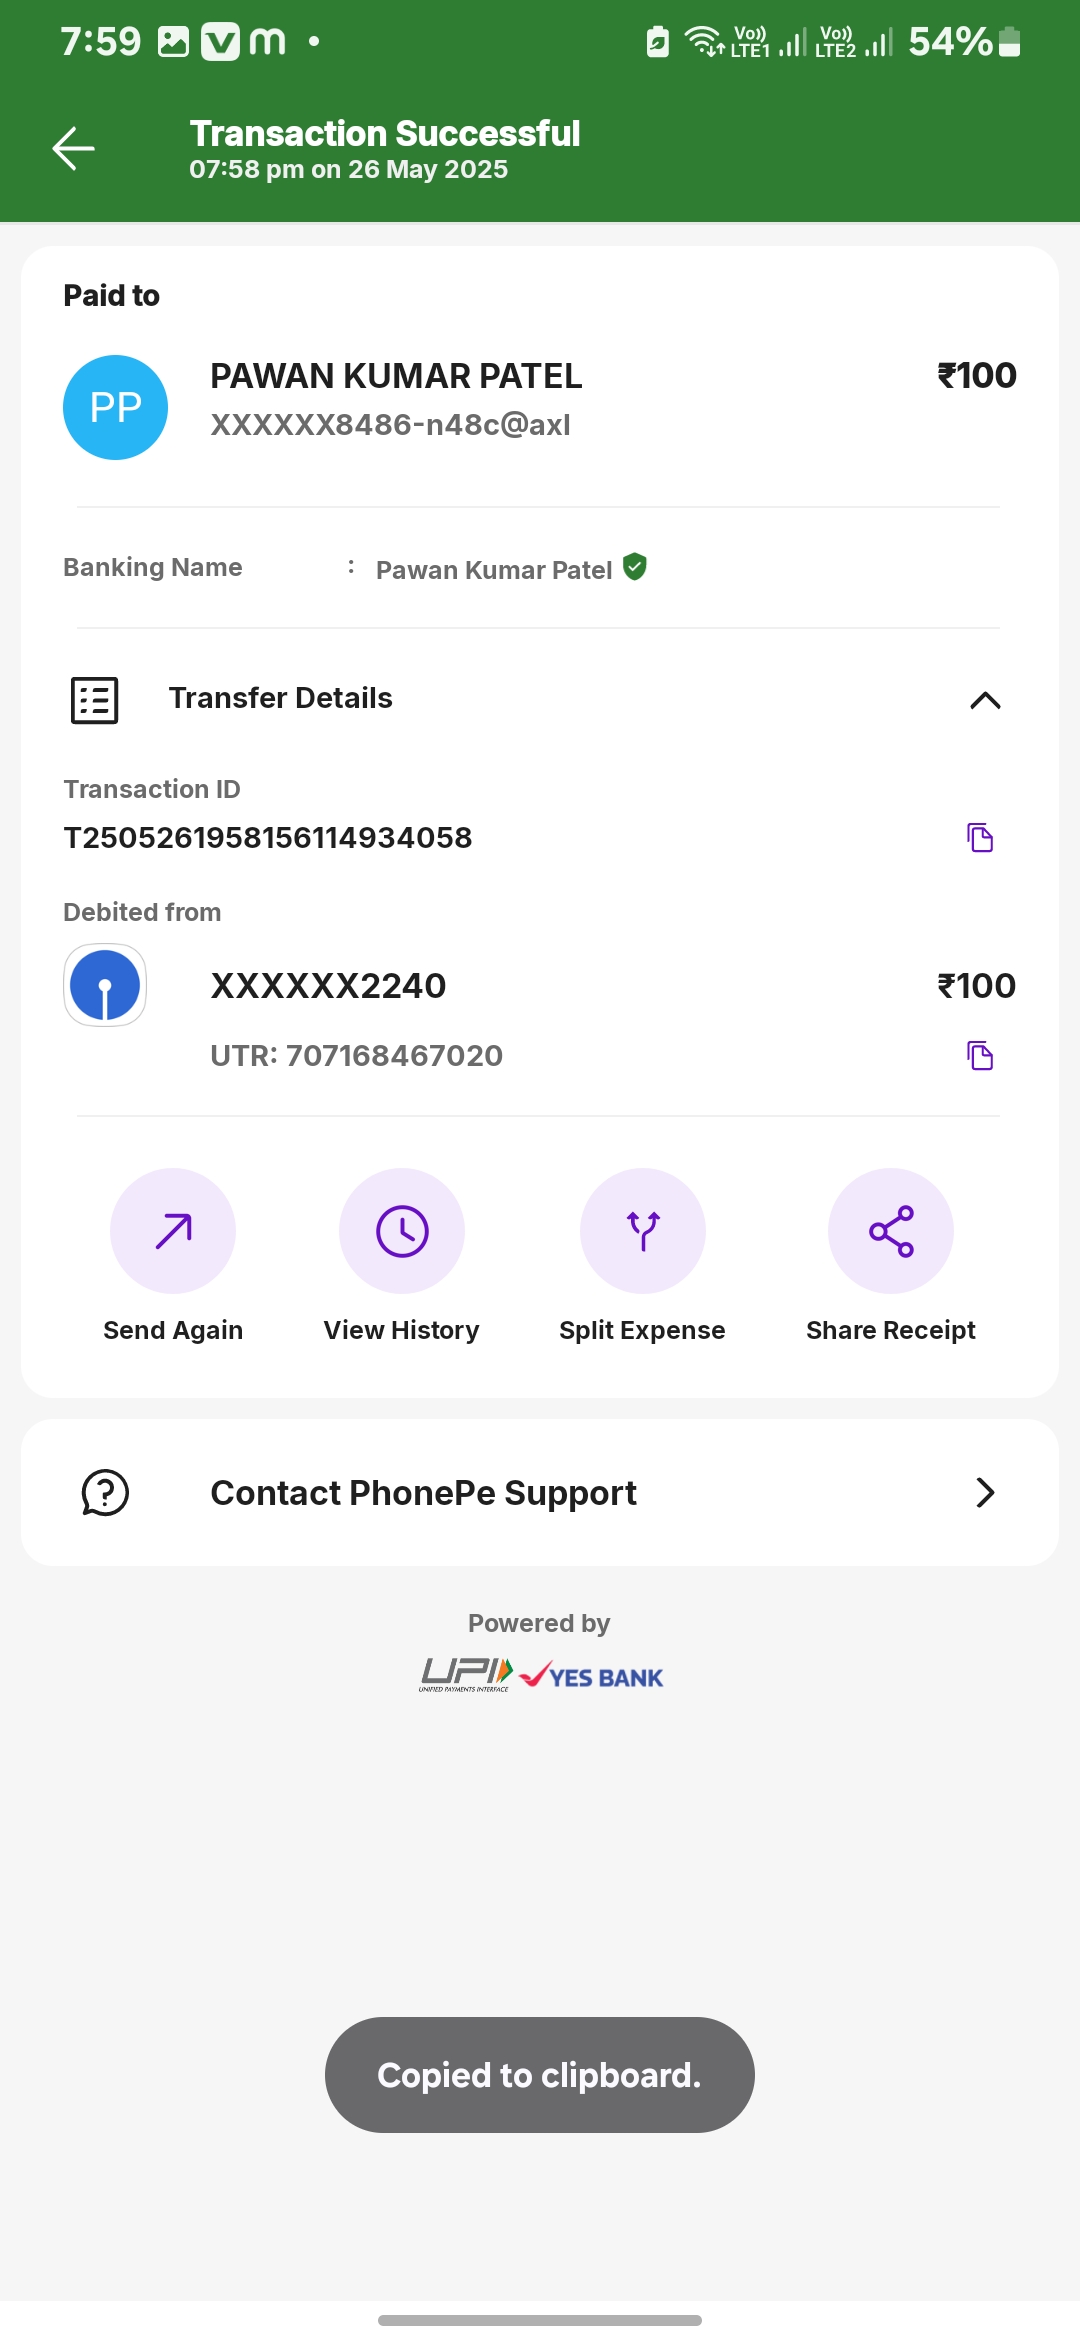 7:59
Vo)) LTE1 Vo)) LTE2 54%
Transaction Successful
07:58 pm on 26 May 2025
Paid to
PP
PAWAN KUMAR PATEL ₹100
XXXXXX8486-n48c@axl
Banking Name : Pawan Kumar Patel
Transfer Details
Transaction ID
T2505261958156114934058
Debited from
XXXXXX2240 ₹100
UTR: 707168467020
Send Again View History Split Expense Share Receipt
Contact PhonePe Support
Powered by
UPI YES BANK
UNIFIED PAYMENTS INTERFACE
Copied to clipboard.